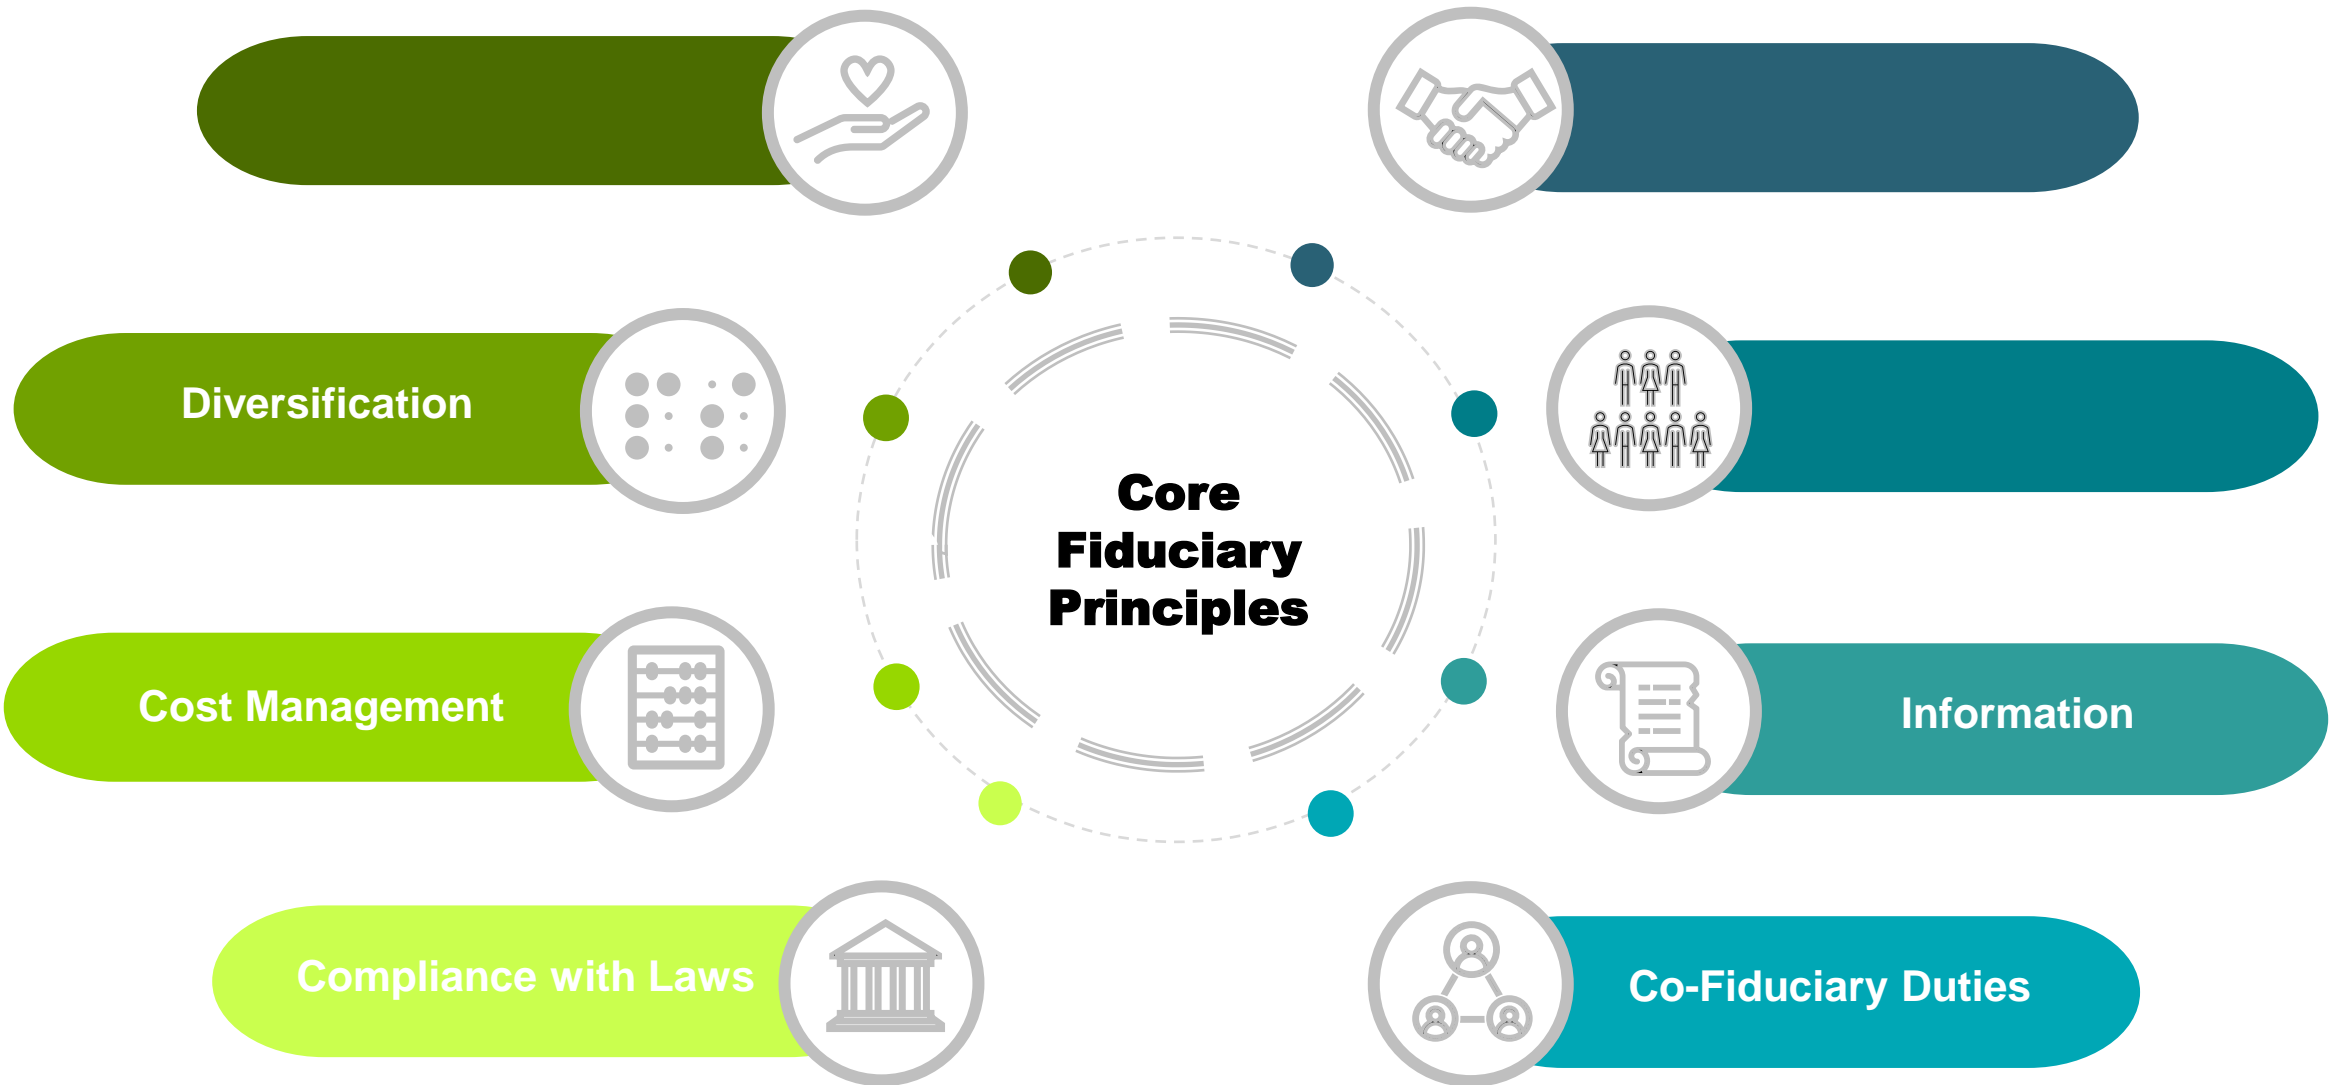 Core
Fiduciary
Principles
Diversification
Cost Management
Compliance with Laws
Information
Co-Fiduciary Duties